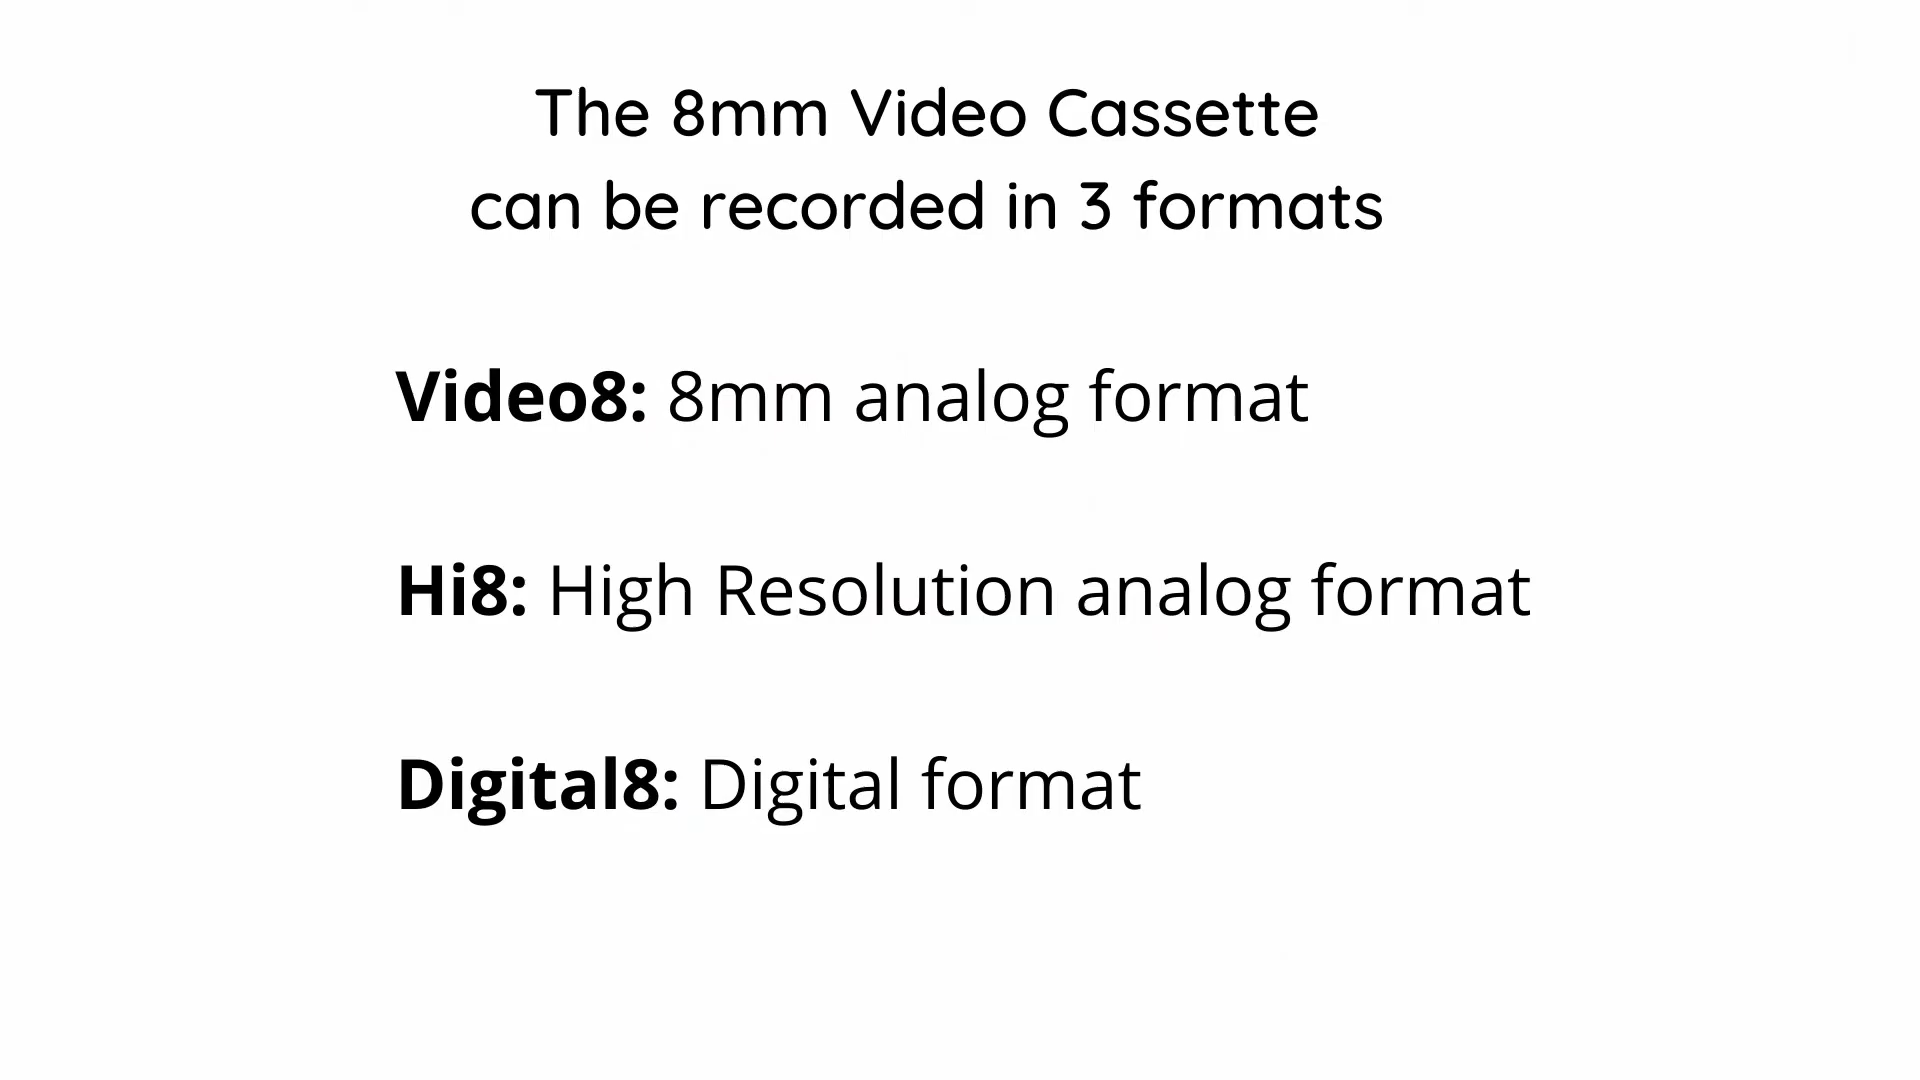 The 8mm Video Cassette
can be recorded in 3 formats
Video8: 8mm analog format
Hi8: High Resolution analog format
Digital8: Digital format